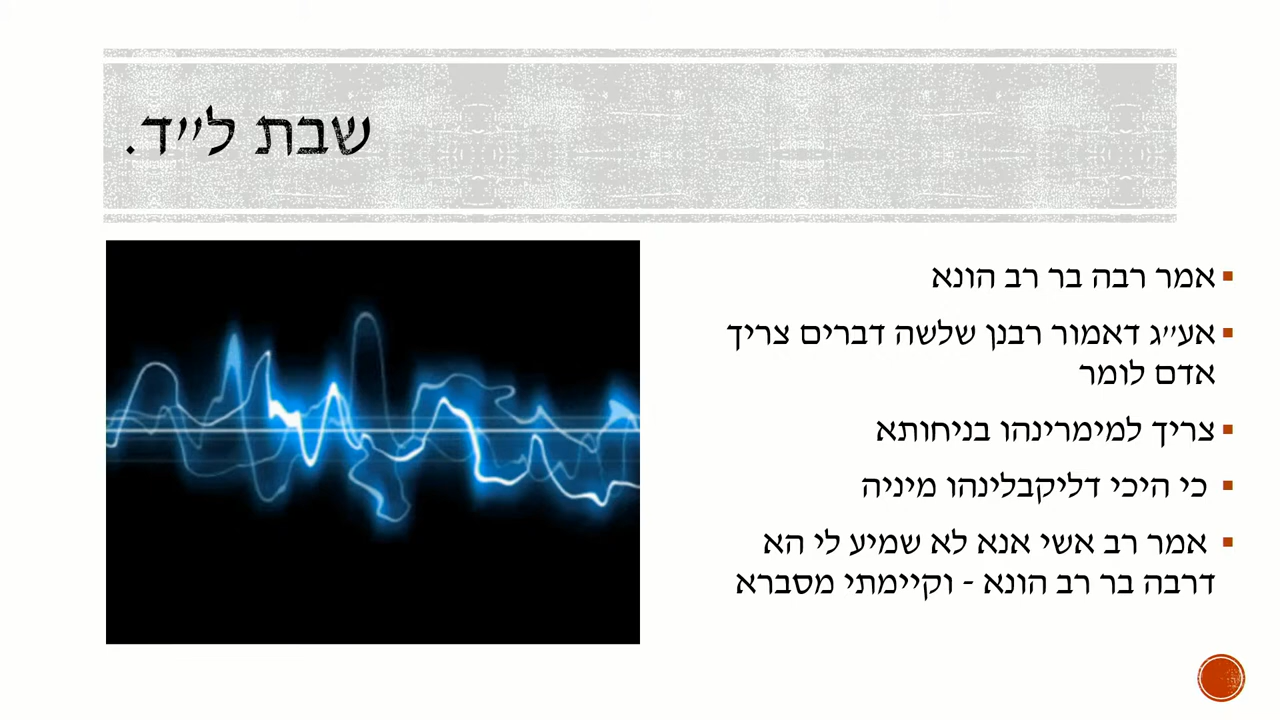 שבת ל״ד.
אמר רבה בר רב הונא
אע״ג דאמור רבנן שלשה דברים צריך
אדם לומר
צריך למימרינהו בניחותא
כי היכי דליקבלינהו מיניה
אמר רב אשי אנא לא שמיע לי הא
דרבה בר רב הונא - וקיימתי מסברא